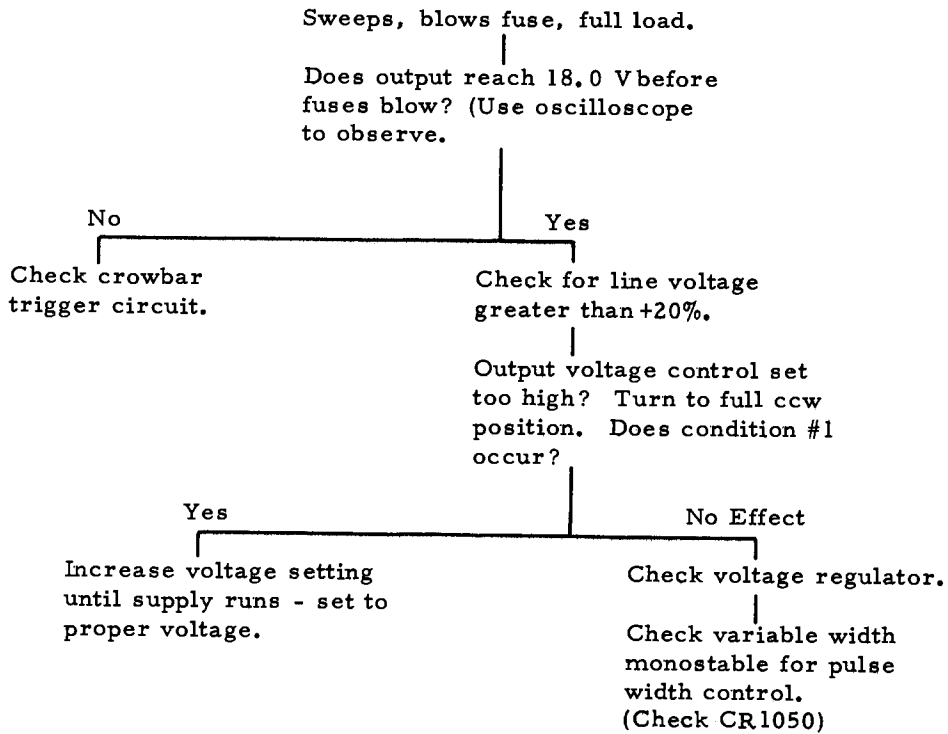 Sweeps, blows fuse, full load.
Does output reach 18.0 V before
fuses blow? (Use oscilloscope
to observe.
No
Yes
Check crowbar
trigger circuit.
Check for line voltage
greater than +20%.
Output voltage control set
too high? Turn to full ccw
position. Does condition #1
occur?
Yes
No Effect
Increase voltage setting
until supply runs - set to
proper voltage.
Check voltage regulator.
Check variable width
monostable for pulse
width control.
(Check CR1050)